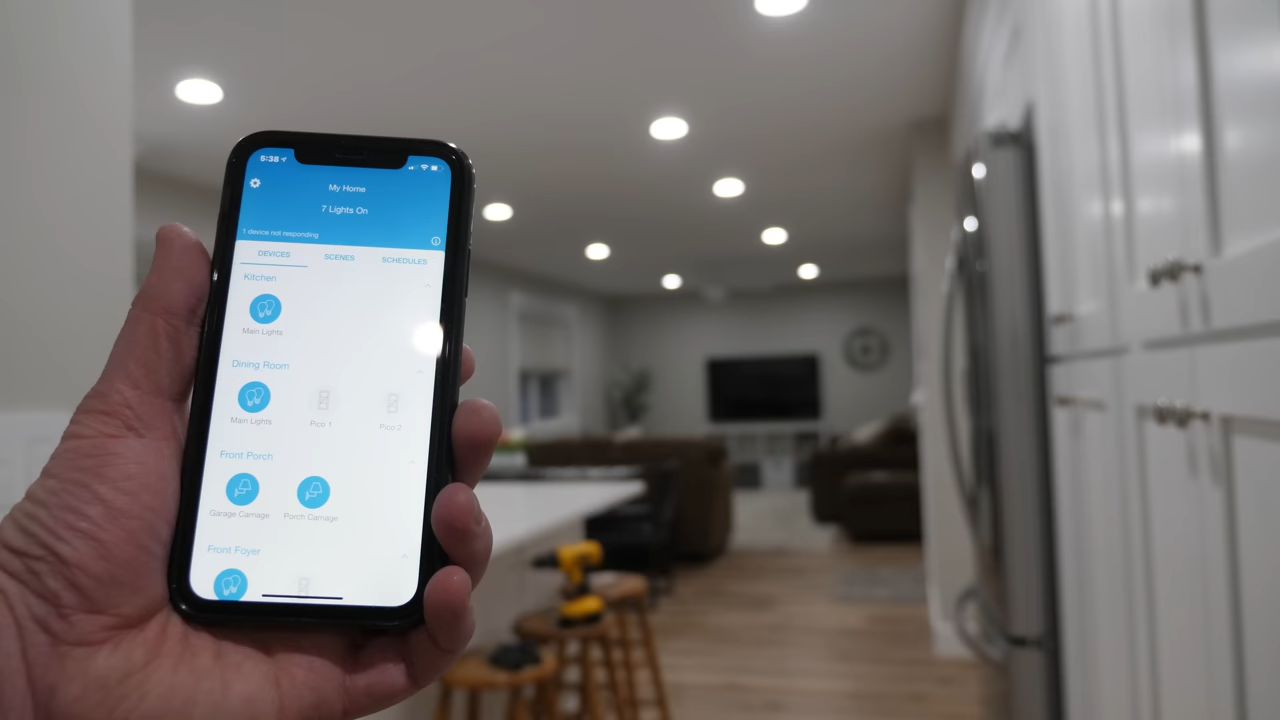 5:38
My Home
7 Lights On
1 device not responding
DEVICES SCENES SCHEDULES
Kitchen
Main Lights
Dining Room
Main Lights Pico 1 Pico 2
Front Porch
Garage Carriage Porch Carriage
Front Foyer